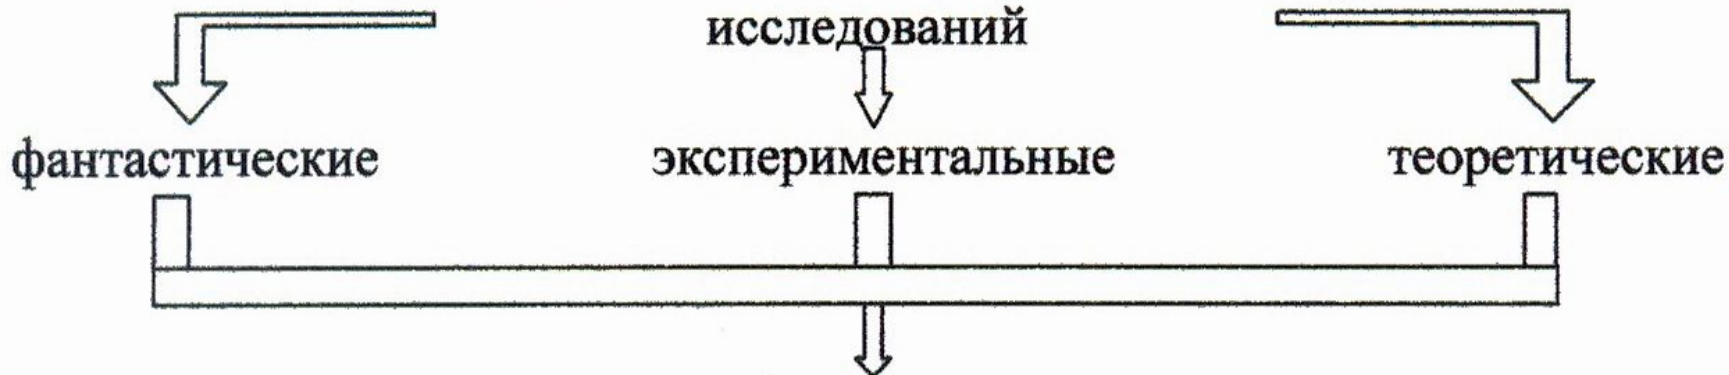 исследований
фантастические экспериментальные теоретические